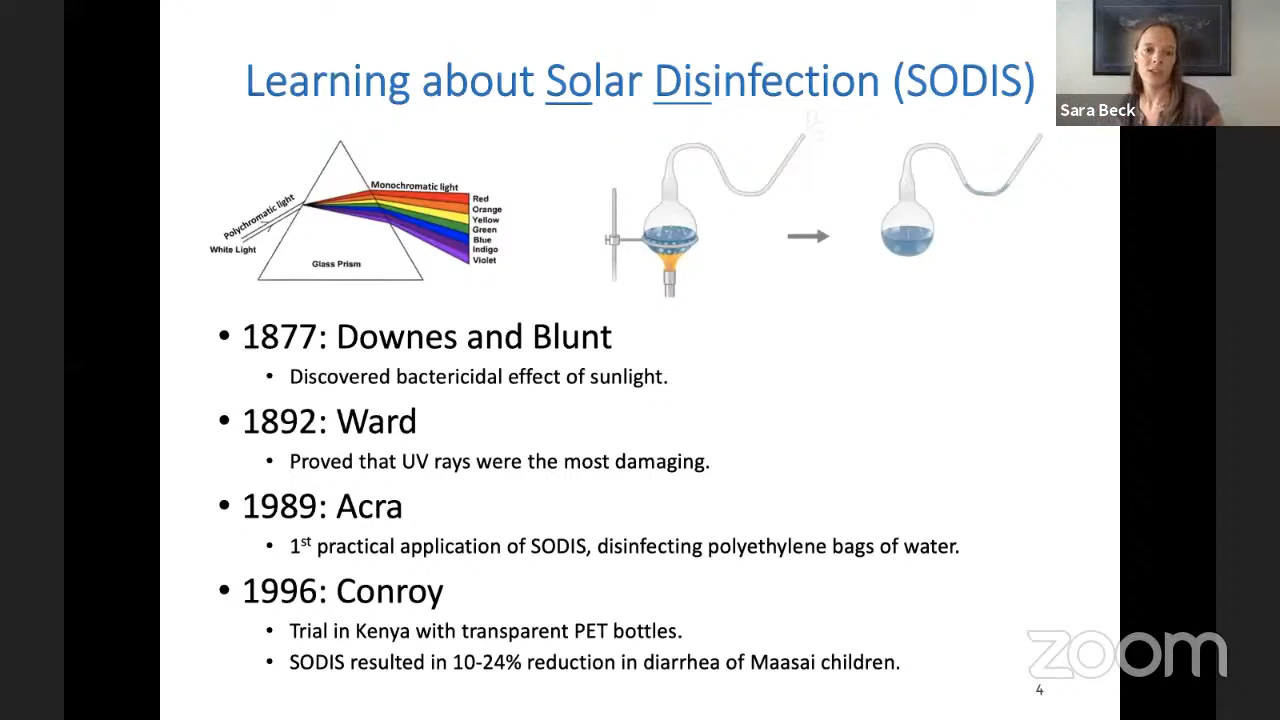 Learning about Solar Disinfection (SODIS)
Sara Beck
Polychromatic light
White Light
Monochromatic light
Red
Orange
Yellow
Green
Blue
Indigo
Violet
Glass Prism
• 1877: Downes and Blunt
• Discovered bactericidal effect of sunlight.
• 1892: Ward
• Proved that UV rays were the most damaging.
• 1989: Acra
• 1st practical application of SODIS, disinfecting polyethylene bags of water.
• 1996: Conroy
• Trial in Kenya with transparent PET bottles.
• SODIS resulted in 10-24% reduction in diarrhea of Maasai children.
zoom
4